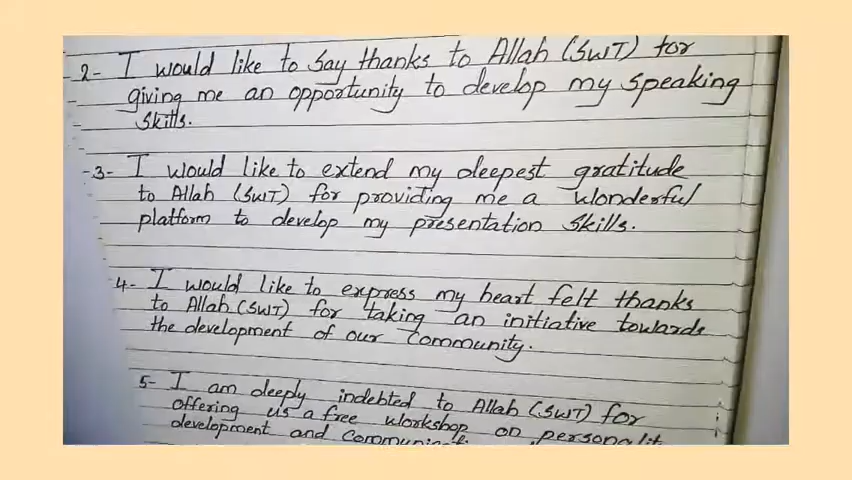 2- I would like to say thanks to Allah (SWT) for
giving me an opportunity to develop my speaking
skills.
-3- I would like to extend my deepest gratitude
to Allah (SWT) for providing me a wonderful
platform to develop my presentation skills.
4- I would like to express my heart felt thanks
to Allah (SWT) for taking an initiative towards
the development of our Community.
5- I am deeply indebted to Allah (SWT) for
offering us a free workshop on
development and